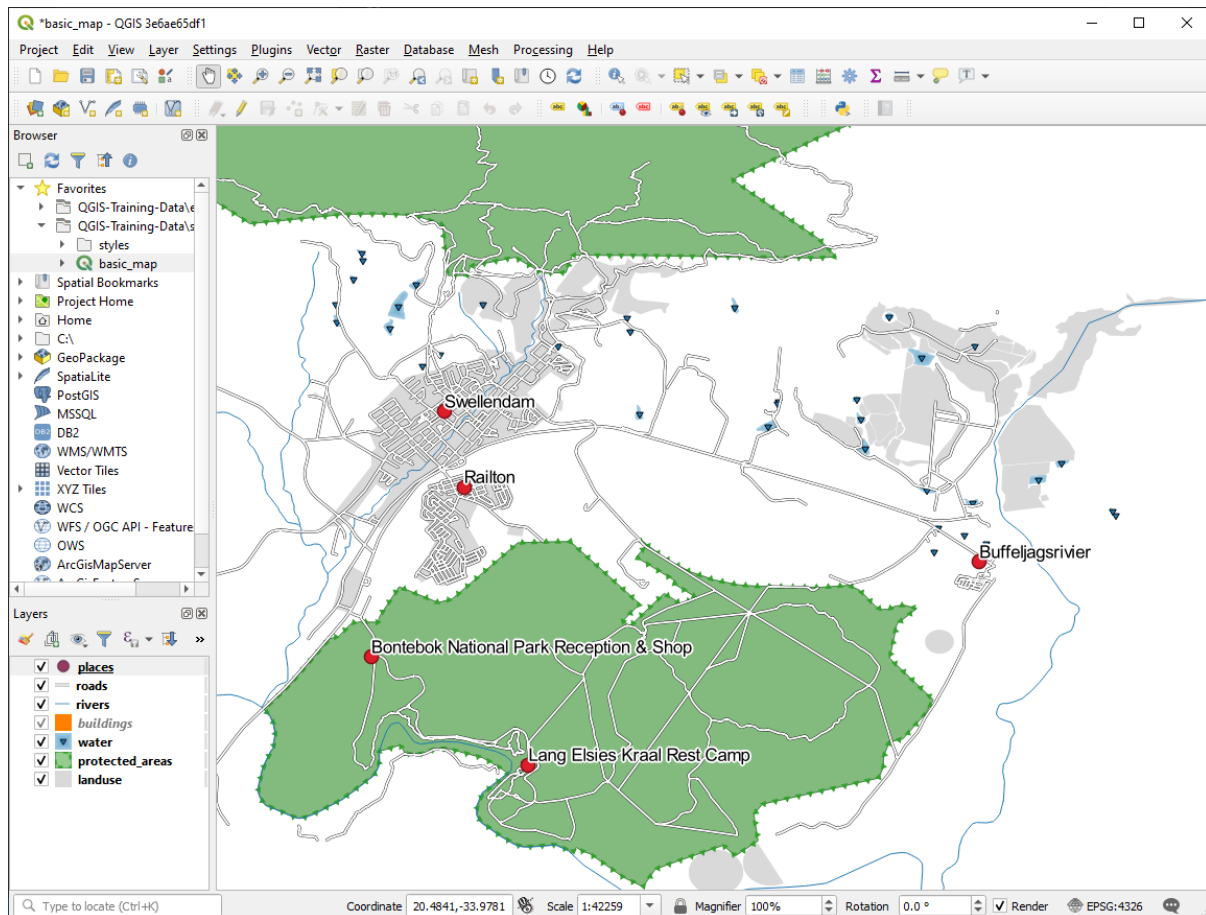 *basic_map - QGIS 3e6ae65df1
Project Edit View Layer Settings Plugins Vector Raster Database Mesh Processing Help
Browser
Favorites
QGIS-Training-Data\e
QGIS-Training-Data\s
styles
basic_map
Spatial Bookmarks
Project Home
Home
C:\
GeoPackage
SpatiaLite
PostGIS
MSSQL
DB2
WMS/WMTS
Vector Tiles
XYZ Tiles
WCS
WFS / OGC API - Feature
OWS
ArcGisMapServer
Layers
places
roads
rivers
buildings
water
protected_areas
landuse
Swellendam
Railton
Buffeljagsrivier
Bontebok National Park Reception & Shop
Lang Elsies Kraal Rest Camp
Type to locate (Ctrl+K) Coordinate 20.4841,-33.9781 Scale 1:42259 Magnifier 100% Rotation 0.0 ° Render EPSG:4326